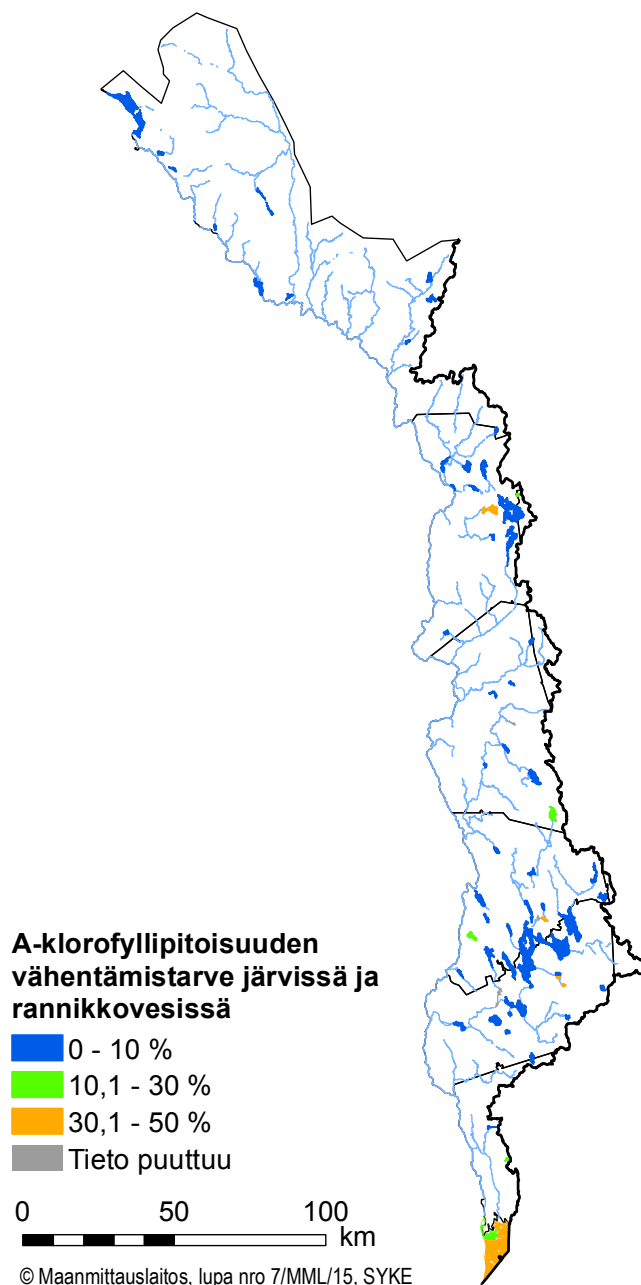 A-klorofyllipitoisuuden
vähentämistarve järvissä ja
rannikkovesissä
0 - 10 %
10,1 - 30 %
30,1 - 50 %
Tieto puuttuu
0 50 100
km
© Maanmittauslaitos, lupa nro 7/MML/15, SYKE